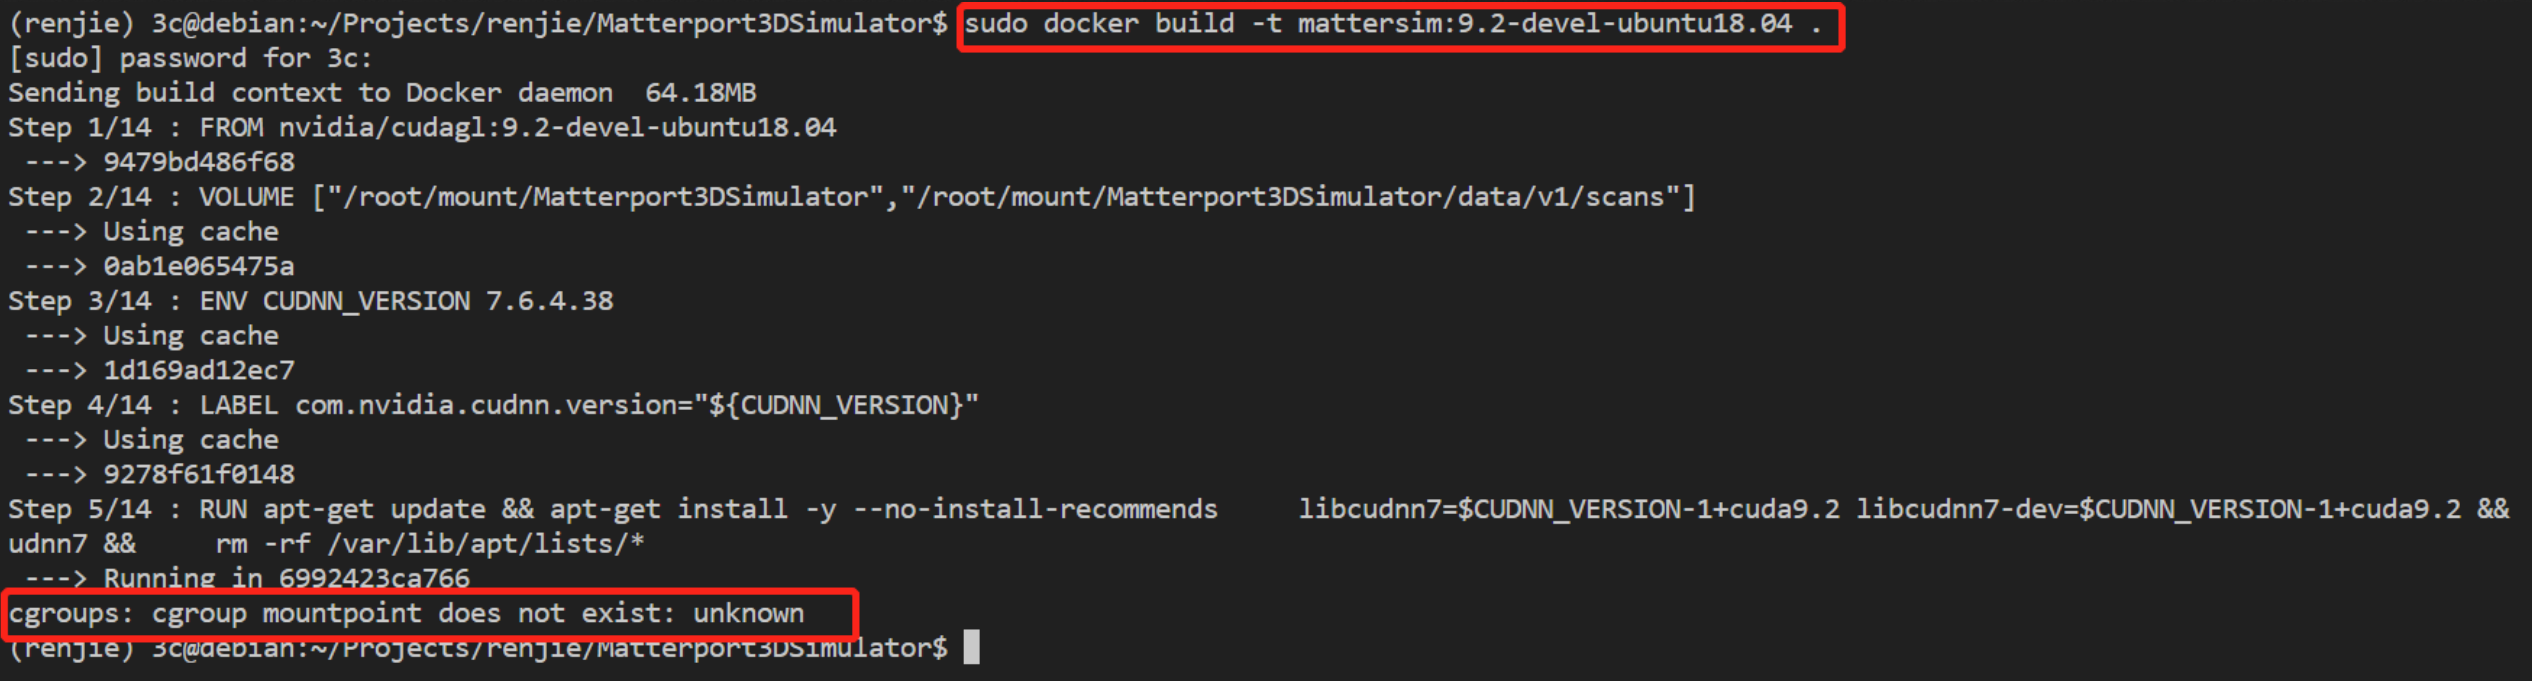 (renjie) 3c@debian:~/Projects/renjie/Matterport3DSimulator$ sudo docker build -t mattersim:9.2-devel-ubuntu18.04 .
[sudo] password for 3c:
Sending build context to Docker daemon  64.18MB
Step 1/14 : FROM nvidia/cudagl:9.2-devel-ubuntu18.04
 ---> 9479bd486f68
Step 2/14 : VOLUME ["/root/mount/Matterport3DSimulator","/root/mount/Matterport3DSimulator/data/v1/scans"]
 ---> Using cache
 ---> 0ab1e065475a
Step 3/14 : ENV CUDNN_VERSION 7.6.4.38
 ---> Using cache
 ---> 1d169ad12ec7
Step 4/14 : LABEL com.nvidia.cudnn.version="${CUDNN_VERSION}"
 ---> Using cache
 ---> 9278f61f0148
Step 5/14 : RUN apt-get update && apt-get install -y --no-install-recommends     libcudnn7=$CUDNN_VERSION-1+cuda9.2 libcudnn7-dev=$CUDNN_VERSION-1+cuda9.2 &&
udnn7 &&     rm -rf /var/lib/apt/lists/*
 ---> Running in 6992423ca766
cgroups: cgroup mountpoint does not exist: unknown
(renjie) 3c@debian:~/Projects/renjie/Matterport3DSimulator$